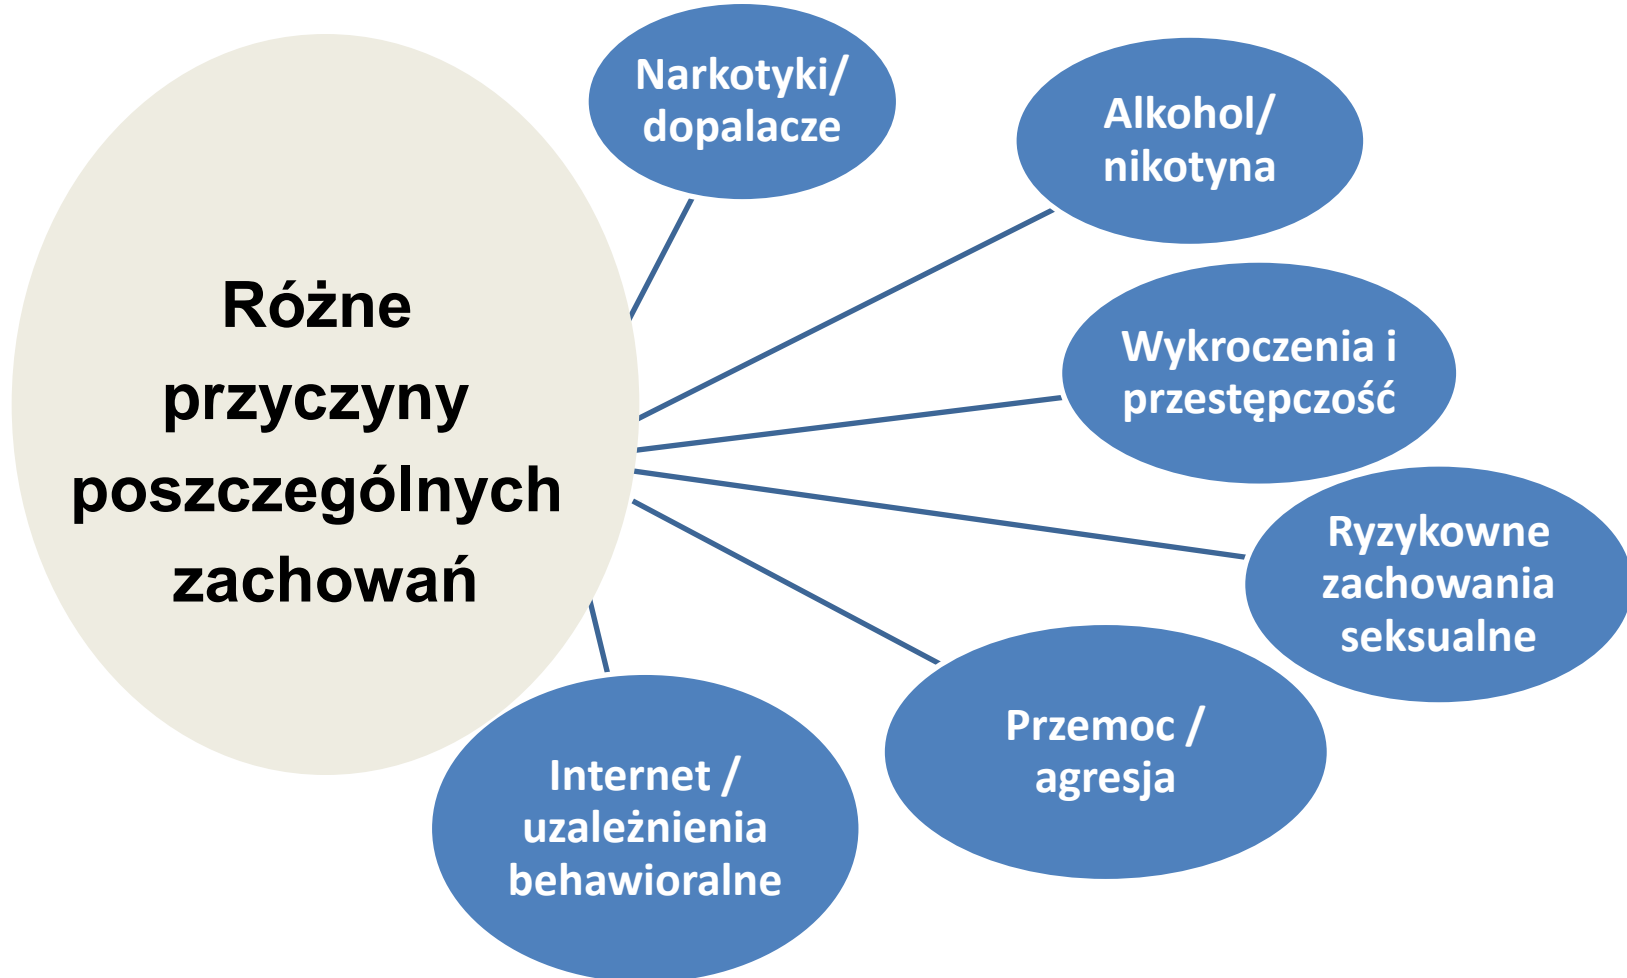 Różne
przyczyny
poszczególnych
zachowań
Narkotyki/
dopalacze
Alkohol/
nikotyna
Wykroczenia i
przestępczość
Ryzykowne
zachowania
seksualne
Przemoc /
agresja
Internet /
uzależnienia
behawioralne